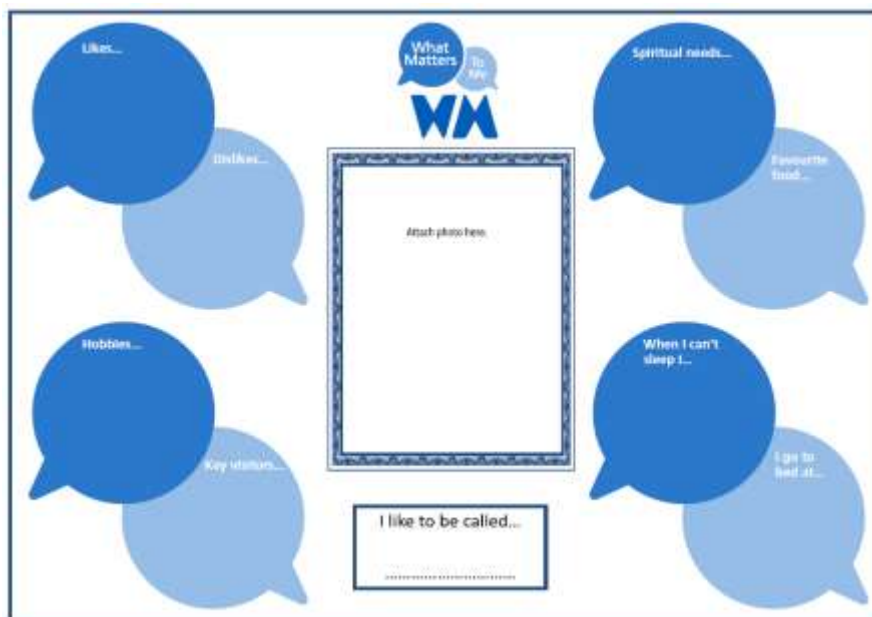 Likes...
Dislikes...
Hobbies...
Key visitors...
What
Matters
To
Me
WM
Attach photo here
I like to be called...
................................
Spiritual needs...
Favourite
food...
When I can't
sleep I...
I go to
bed at...